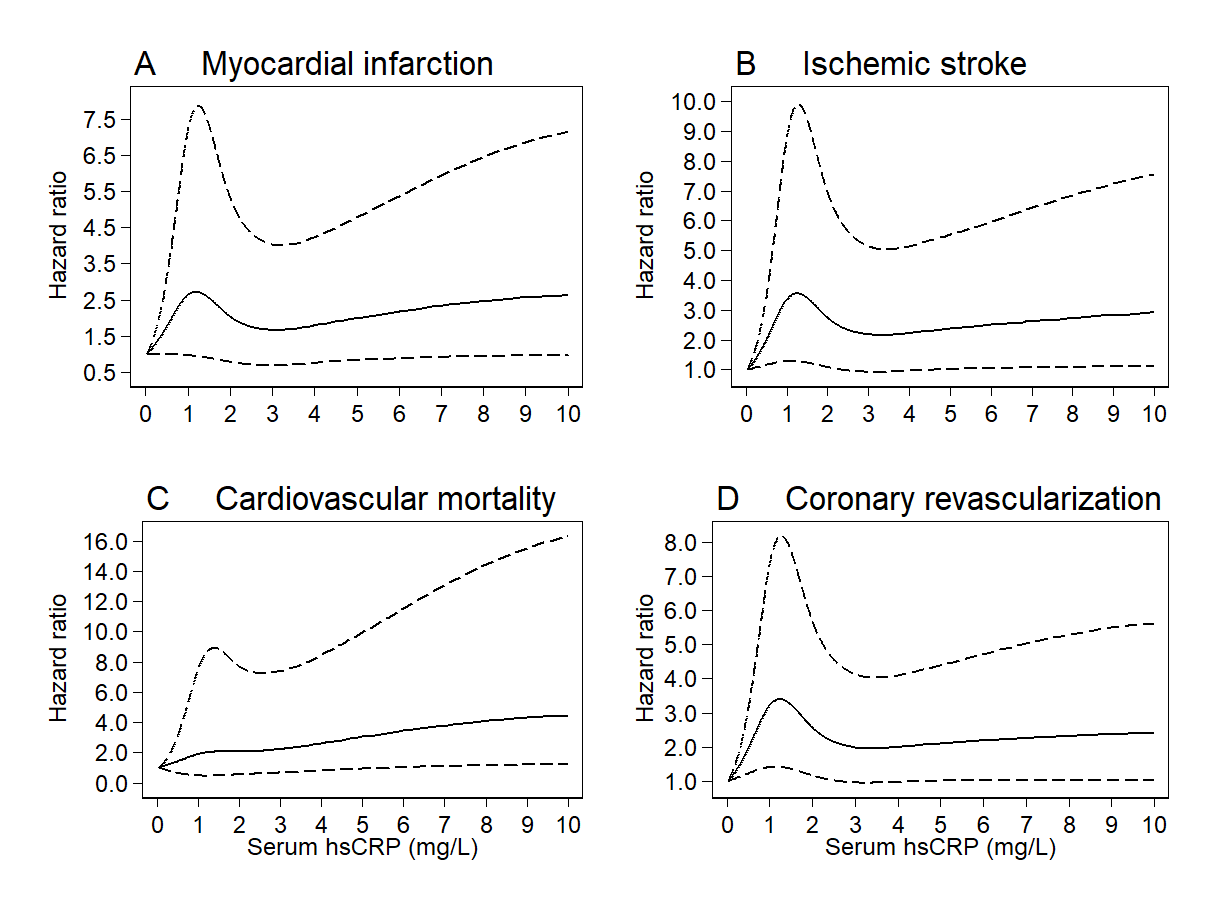 A Myocardial infarction
Hazard ratio
7.5
6.5
5.5
4.5
3.5
2.5
1.5
0.5
0 1 2 3 4 5 6 7 8 9 10
B Ischemic stroke
Hazard ratio
10.0
9.0
8.0
7.0
6.0
5.0
4.0
3.0
2.0
1.0
0 1 2 3 4 5 6 7 8 9 10
C Cardiovascular mortality
Hazard ratio
16.0
14.0
12.0
10.0
8.0
6.0
4.0
2.0
0.0
0 1 2 3 4 5 6 7 8 9 10
Serum hsCRP (mg/L)
D Coronary revascularization
Hazard ratio
8.0
7.0
6.0
5.0
4.0
3.0
2.0
1.0
0 1 2 3 4 5 6 7 8 9 10
Serum hsCRP (mg/L)